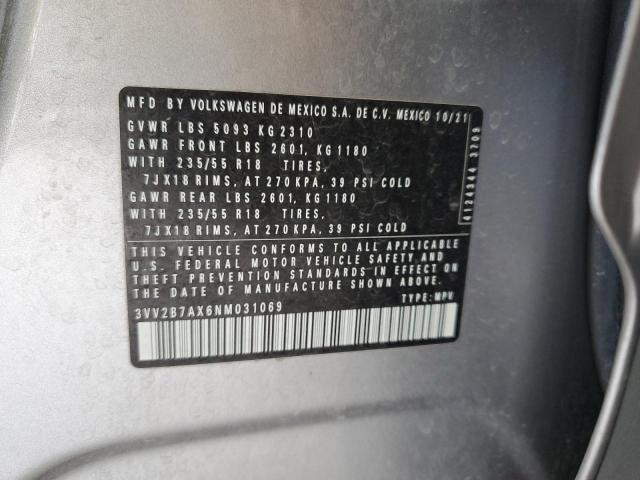 MFD BY VOLKSWAGEN DE MEXICO S.A. DE C.V. MEXICO 10/21
GVWR LBS 5093 KG 2310
GAWR FRONT LBS 2601, KG 1180
WITH 235/55 R18 TIRES,
7JX18 RIMS, AT 270 KPA, 39 PSI COLD
GAWR REAR LBS 2601, KG 1180
WITH 235/55 R18 TIRES,
7JX18 RIMS, AT 270 KPA, 39 PSI COLD
THIS VEHICLE CONFORMS TO ALL APPLICABLE
U.S. FEDERAL MOTOR VEHICLE SAFETY AND
THEFT PREVENTION STANDARDS IN EFFECT ON
THE DATE OF MANUFACTURE SHOWN ABOVE.
3VV2B7AX6NM031069 TYPE: MPV
4124344 3709